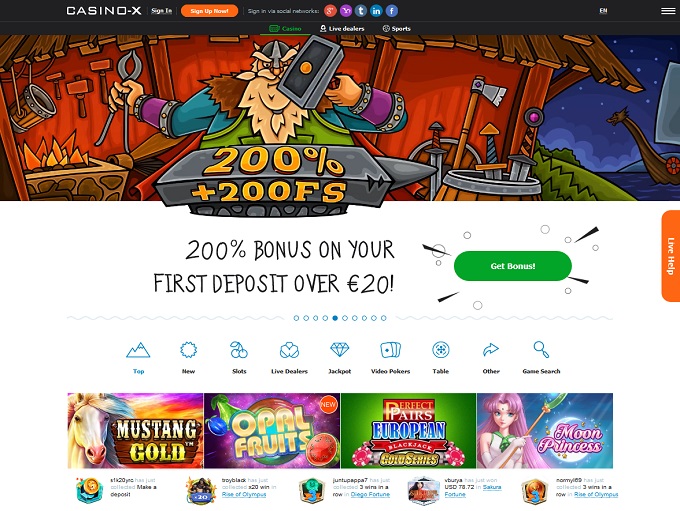 CASINO-X Sign In Sign Up Now! Sign in via social networks: EN
Casino Live dealers Sports
200%
+200FS
200% BONUS ON YOUR
FIRST DEPOSIT OVER €20!
Get Bonus!
Live Help
Top New Slots Live Dealers Jackpot Video Pokers Table Other Game Search
MUSTANG GOLD™
OPAL FRUITS NEW
PERFECT PAIRS EUROPEAN BLACKJACK GOLD SERIES
Moon Princess
s1k20yro has just
collected Make a
deposit
troyblack has just
collected x20 win in
Rise of Olympus
x20
juntupappa7 has just
collected 3 wins in a
row in Diego Fortune
vburya has just won
USD 78.72 in Sakura
Fortune
normyl69 has just
collected 3 wins in a
row in Rise of Olympus